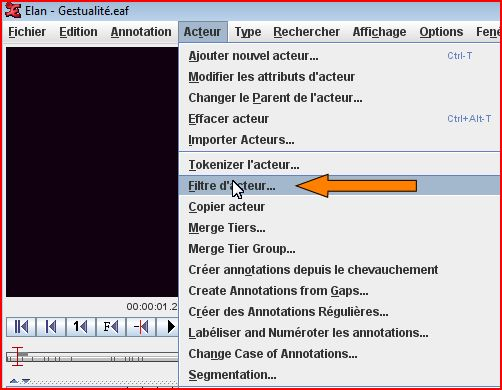 Elan - Gestualité.eaf
Fichier Edition Annotation Acteur Type Rechercher Affichage Options
Ajouter nouvel acteur... Ctrl-T
Modifier les attributs d'acteur
Changer le Parent de l'acteur...
Effacer acteur Ctrl+Alt-T
Importer Acteurs...
Tokenizer l'acteur...
Filtre d'acteur...
Copier acteur
Merge Tiers...
Merge Tier Group...
Créer annotations depuis le chevauchement
Create Annotations from Gaps...
Créer des Annotations Régulières...
Labéliser and Numéroter les annotations...
Change Case of Annotations...
Segmentation...
00:00:01.2
1 F